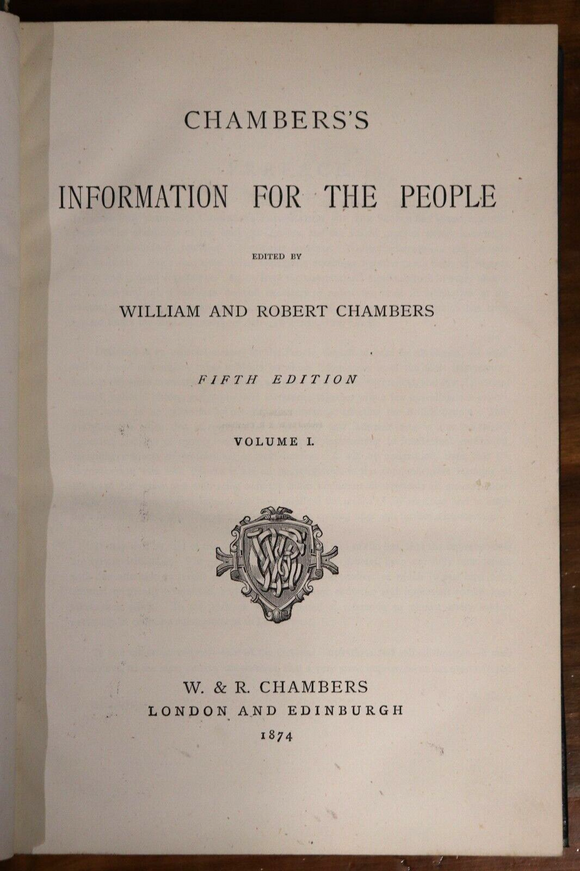 CHAMBERS'S
INFORMATION FOR THE PEOPLE
EDITED BY
WILLIAM AND ROBERT CHAMBERS
FIFTH EDITION
VOLUME I.
W. & R. CHAMBERS
LONDON AND EDINBURGH
1874